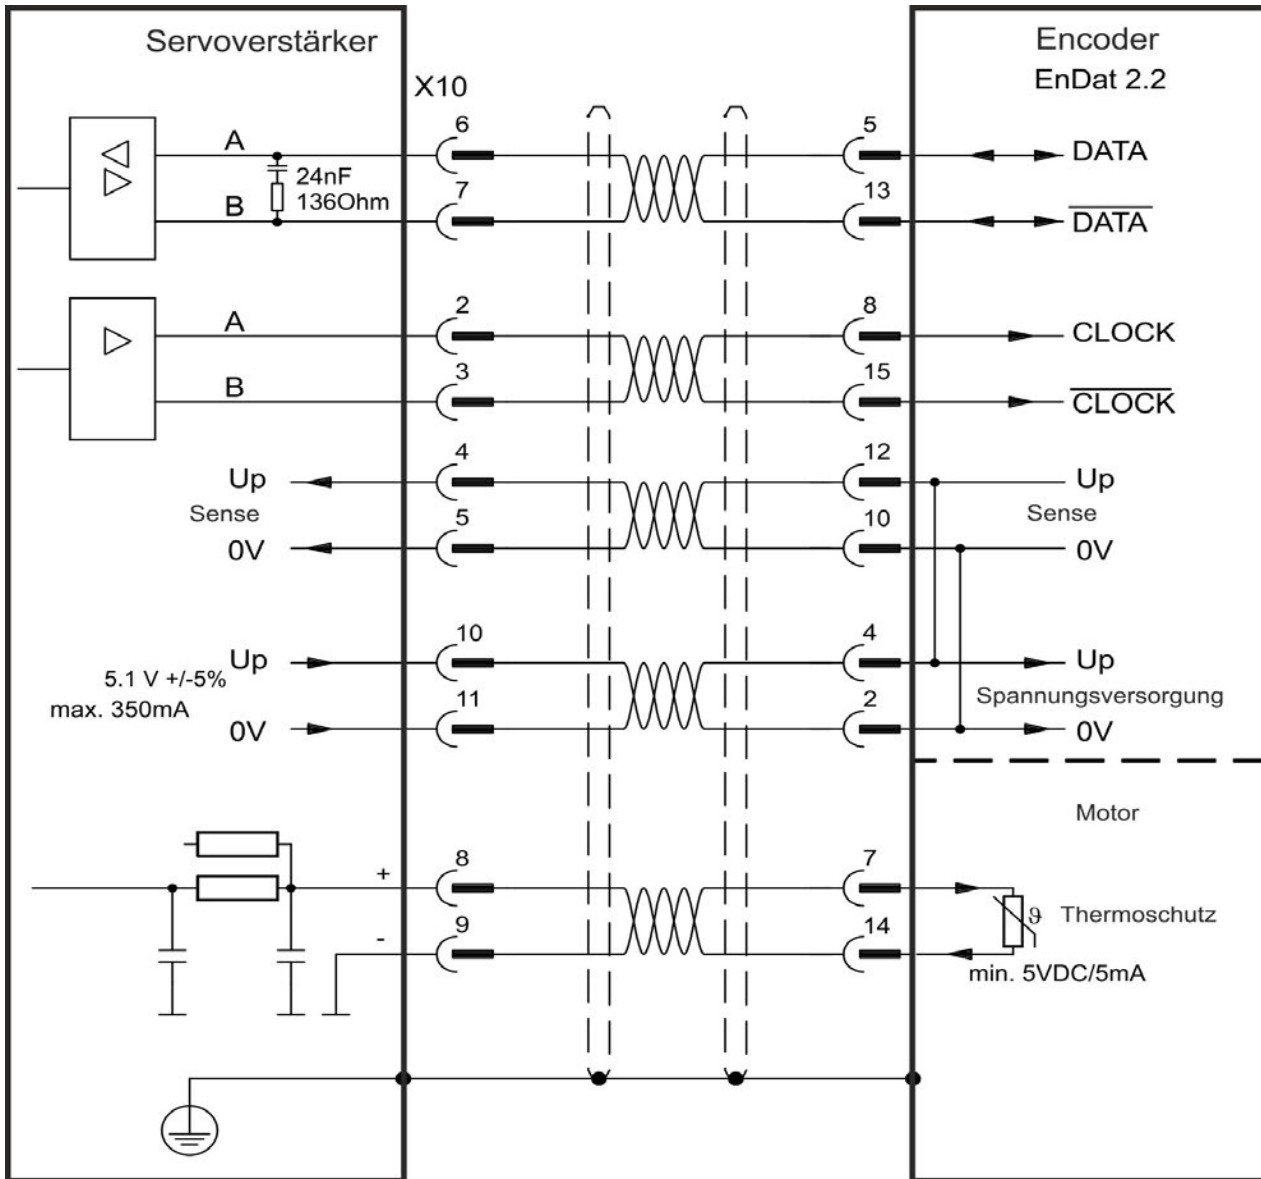 Servoverstärker
Encoder
EnDat 2.2
X10
A
6
5
DATA
24nF
136Ohm
B
7
13
DATA
A
2
8
CLOCK
B
3
15
CLOCK
Up
4
12
Up
Sense
Sense
0V
5
10
0V
Up
10
4
Up
5.1 V +/-5%
max. 350mA
Spannungsversorgung
0V
11
2
0V
Motor
+
8
7
ϑ Thermoschutz
-
9
14
min. 5VDC/5mA